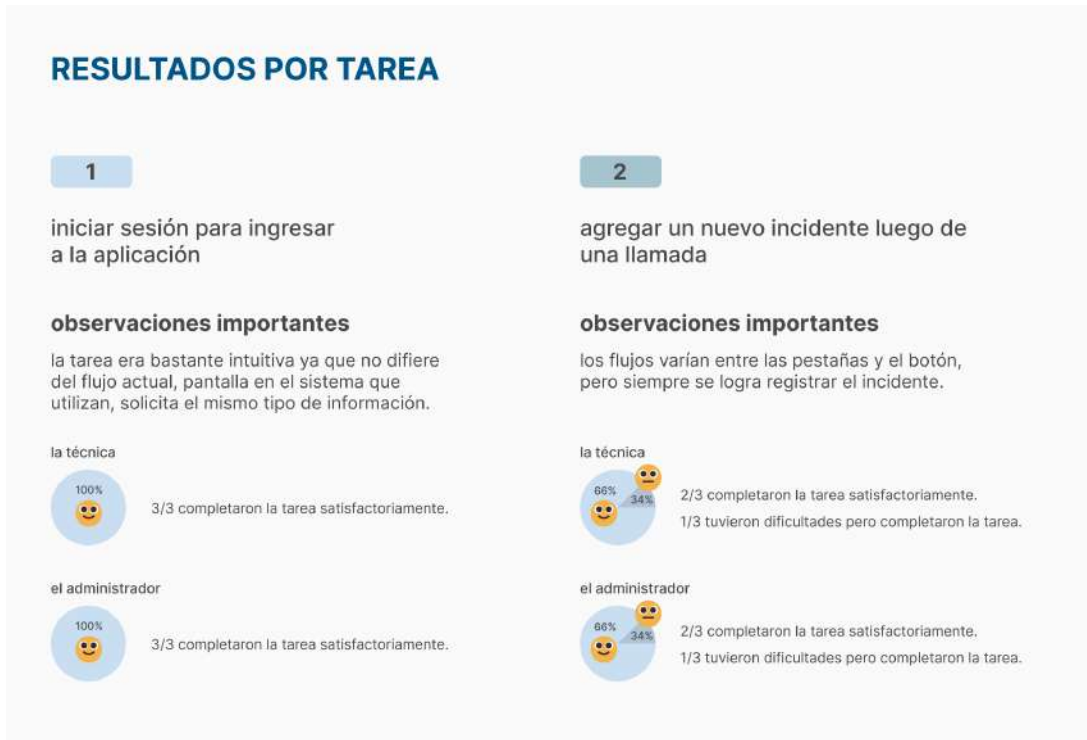 RESULTADOS POR TAREA
1
iniciar sesión para ingresar
a la aplicación
observaciones importantes
la tarea era bastante intuitiva ya que no difiere
del flujo actual, pantalla en el sistema que
utilizan, solicita el mismo tipo de información.
la técnica
100%
3/3 completaron la tarea satisfactoriamente.
el administrador
100%
3/3 completaron la tarea satisfactoriamente.
2
agregar un nuevo incidente luego de
una llamada
observaciones importantes
los flujos varían entre las pestañas y el botón,
pero siempre se logra registrar el incidente.
la técnica
66%
34%
2/3 completaron la tarea satisfactoriamente.
1/3 tuvieron dificultades pero completaron la tarea.
el administrador
66%
34%
2/3 completaron la tarea satisfactoriamente.
1/3 tuvieron dificultades pero completaron la tarea.